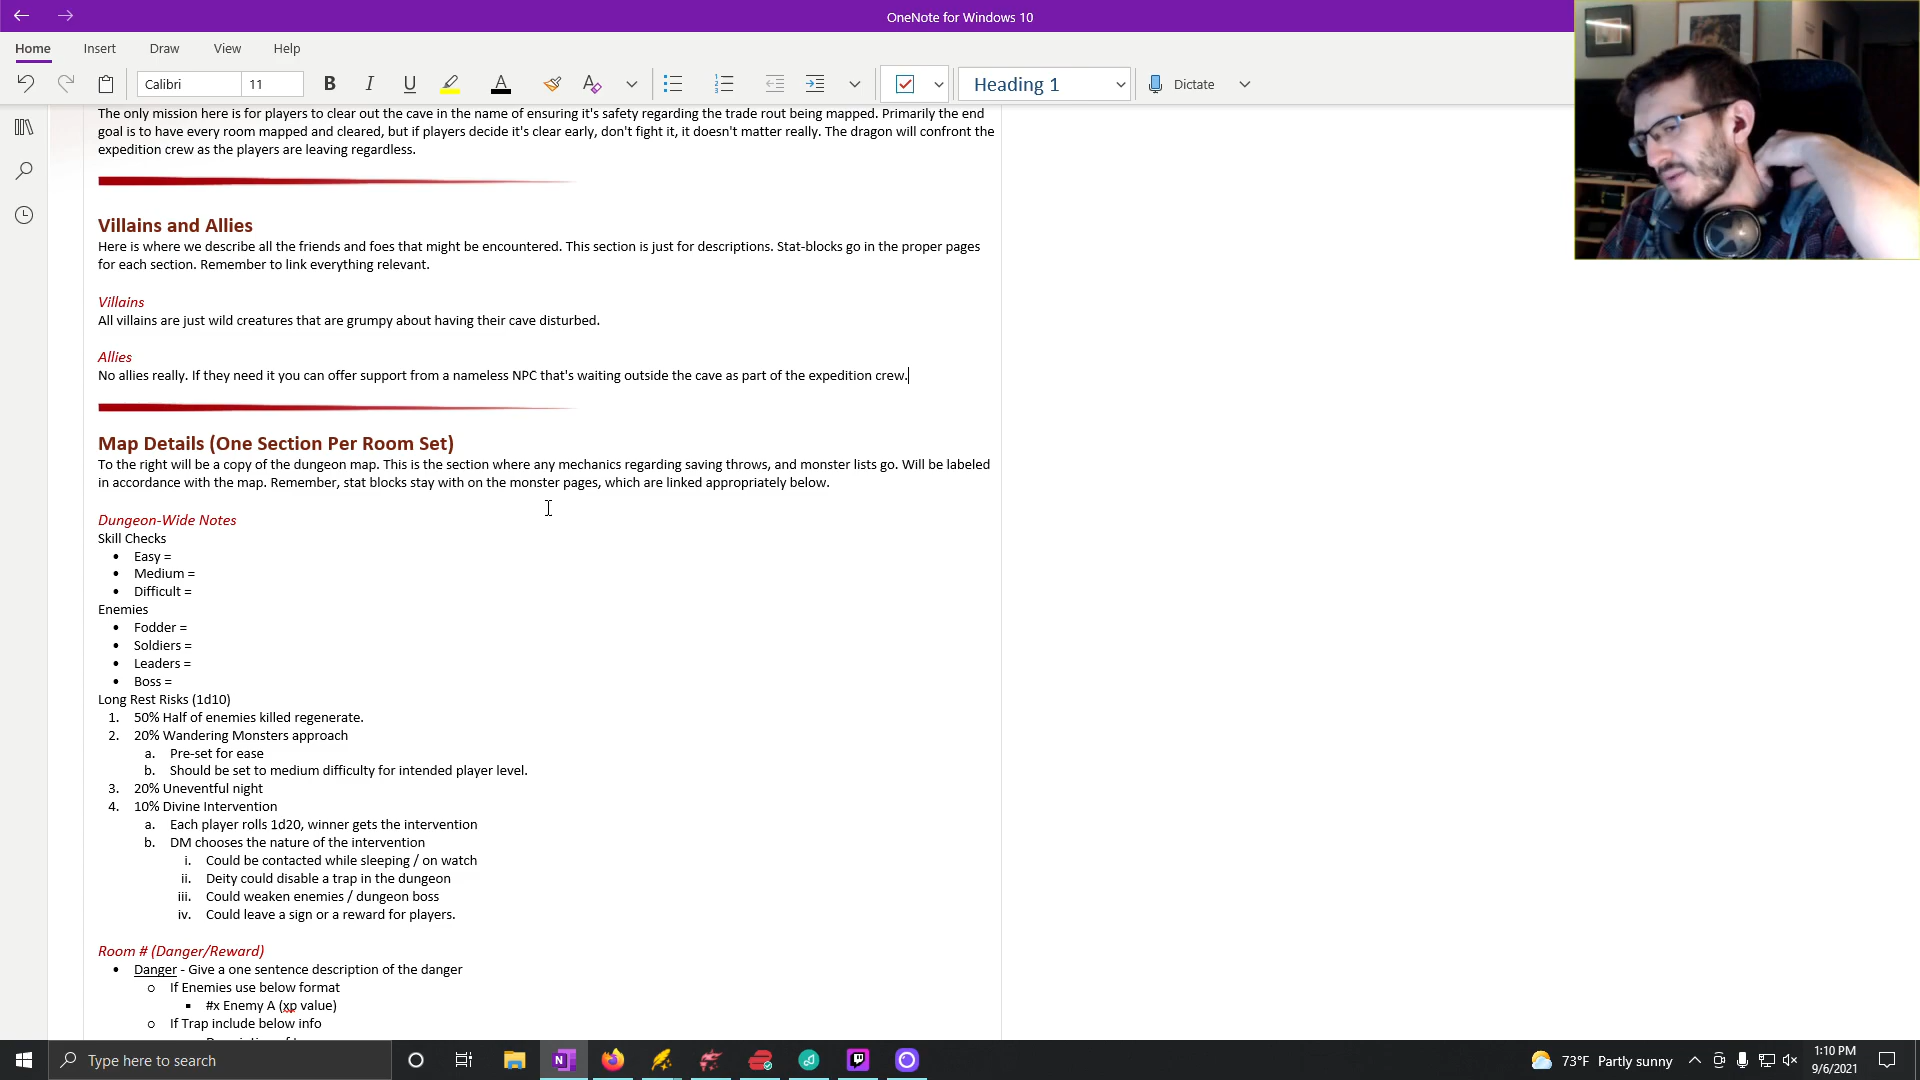 OneNote for Windows 10
Home Insert Draw View Help
Calibri 11 B I U A A Heading 1 Dictate
The only mission here is for players to clear out the cave in the name of ensuring it's safety regarding the trade rout being mapped. Primarily the end
goal is to have every room mapped and cleared, but if players decide it's clear early, don't fight it, it doesn't matter really. The dragon will confront the
expedition crew as the players are leaving regardless.
Villains and Allies
Here is where we describe all the friends and foes that might be encountered. This section is just for descriptions. Stat-blocks go in the proper pages
for each section. Remember to link everything relevant.
Villains
All villains are just wild creatures that are grumpy about having their cave disturbed.
Allies
No allies really. If they need it you can offer support from a nameless NPC that's waiting outside the cave as part of the expedition crew.
Map Details (One Section Per Room Set)
To the right will be a copy of the dungeon map. This is the section where any mechanics regarding saving throws, and monster lists go. Will be labeled
in accordance with the map. Remember, stat blocks stay with on the monster pages, which are linked appropriately below.
Dungeon-Wide Notes
Skill Checks
• Easy =
• Medium =
• Difficult =
Enemies
• Fodder =
• Soldiers =
• Leaders =
• Boss =
Long Rest Risks (1d10)
1. 50% Half of enemies killed regenerate.
2. 20% Wandering Monsters approach
a. Pre-set for ease
b. Should be set to medium difficulty for intended player level.
3. 20% Uneventful night
4. 10% Divine Intervention
a. Each player rolls 1d20, winner gets the intervention
b. DM chooses the nature of the intervention
i. Could be contacted while sleeping / on watch
ii. Deity could disable a trap in the dungeon
iii. Could weaken enemies / dungeon boss
iv. Could leave a sign or a reward for players.
Room # (Danger/Reward)
• Danger - Give a one sentence description of the danger
○ If Enemies use below format
▪ #x Enemy A (xp value)
○ If Trap include below info
Type here to search
73°F Partly sunny
1:10 PM
9/6/2021